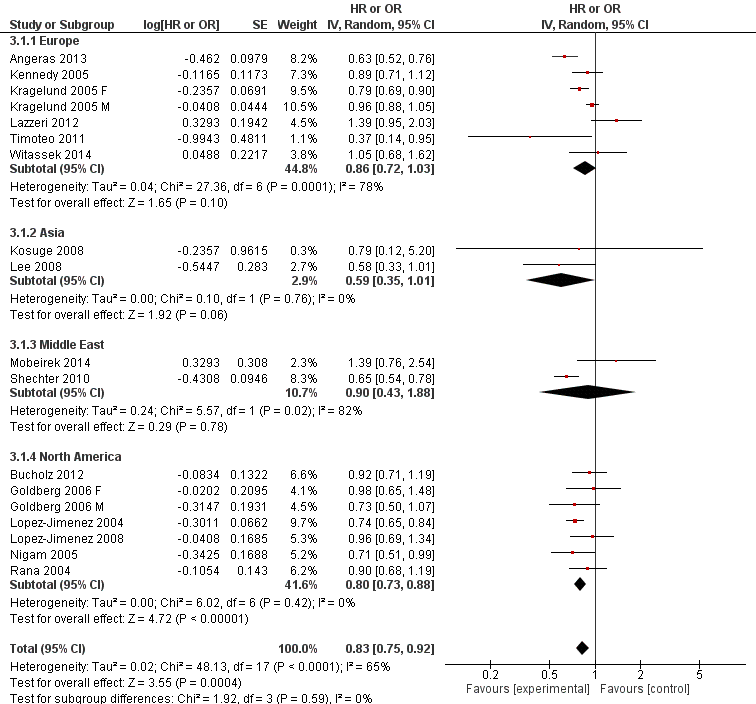 HR or OR HR or OR
Study or Subgroup log[HR or OR] SE Weight IV, Random, 95% CI IV, Random, 95% CI
3.1.1 Europe
Angeras 2013 -0.462 0.0979 8.2% 0.63 [0.52, 0.76]
Kennedy 2005 -0.1165 0.1173 7.3% 0.89 [0.71, 1.12]
Kragelund 2005 F -0.2357 0.0691 9.6% 0.79 [0.69, 0.90]
Kragelund 2005 M -0.0408 0.0444 10.5% 0.96 [0.88, 1.05]
Lazzeri 2012 0.3293 0.1942 4.5% 1.39 [0.95, 2.03]
Timoteo 2011 -0.9943 0.4811 1.1% 0.37 [0.14, 0.95]
Witassek 2014 0.0488 0.2217 3.8% 1.05 [0.68, 1.62]
Subtotal (95% CI) 44.8% 0.86 [0.72, 1.03]
Heterogeneity: Tau² = 0.04; Chi² = 27.36, df = 6 (P = 0.0001); I² = 78%
Test for overall effect: Z = 1.65 (P = 0.10)
3.1.2 Asia
Kosuge 2008 -0.2357 0.9615 0.3% 0.79 [0.12, 5.20]
Lee 2008 -0.5447 0.283 2.7% 0.58 [0.33, 1.01]
Subtotal (95% CI) 2.9% 0.59 [0.35, 1.01]
Heterogeneity: Tau² = 0.00; Chi² = 0.10, df = 1 (P = 0.76); I² = 0%
Test for overall effect: Z = 1.92 (P = 0.06)
3.1.3 Middle East
Mobeirek 2014 0.3293 0.308 2.3% 1.39 [0.76, 2.54]
Shechter 2010 -0.4308 0.0946 8.3% 0.65 [0.54, 0.78]
Subtotal (95% CI) 10.7% 0.90 [0.43, 1.88]
Heterogeneity: Tau² = 0.24; Chi² = 5.57, df = 1 (P = 0.02); I² = 82%
Test for overall effect: Z = 0.29 (P = 0.78)
3.1.4 North America
Bucholz 2012 -0.0834 0.1322 6.6% 0.92 [0.71, 1.19]
Goldberg 2006 F -0.0202 0.2095 4.1% 0.98 [0.65, 1.48]
Goldberg 2006 M -0.3147 0.1931 4.5% 0.73 [0.50, 1.07]
Lopez-Jimenez 2004 -0.3011 0.0662 9.7% 0.74 [0.65, 0.84]
Lopez-Jimenez 2008 -0.0408 0.1685 5.3% 0.96 [0.69, 1.34]
Nigam 2005 -0.3425 0.1688 5.2% 0.71 [0.51, 0.99]
Rana 2004 -0.1054 0.143 6.2% 0.90 [0.68, 1.19]
Subtotal (95% CI) 41.6% 0.80 [0.73, 0.88]
Heterogeneity: Tau² = 0.00; Chi² = 6.02, df = 6 (P = 0.42); I² = 0%
Test for overall effect: Z = 4.72 (P < 0.00001)
Total (95% CI) 100.0% 0.83 [0.75, 0.92]
Heterogeneity: Tau² = 0.02; Chi² = 48.13, df = 17 (P < 0.0001); I² = 65%
Test for overall effect: Z = 3.55 (P = 0.0004)
Test for subgroup differences: Chi² = 1.92, df = 3 (P = 0.59), I² = 0%
0.2 0.5 1 2 5
Favours [experimental] Favours [control]